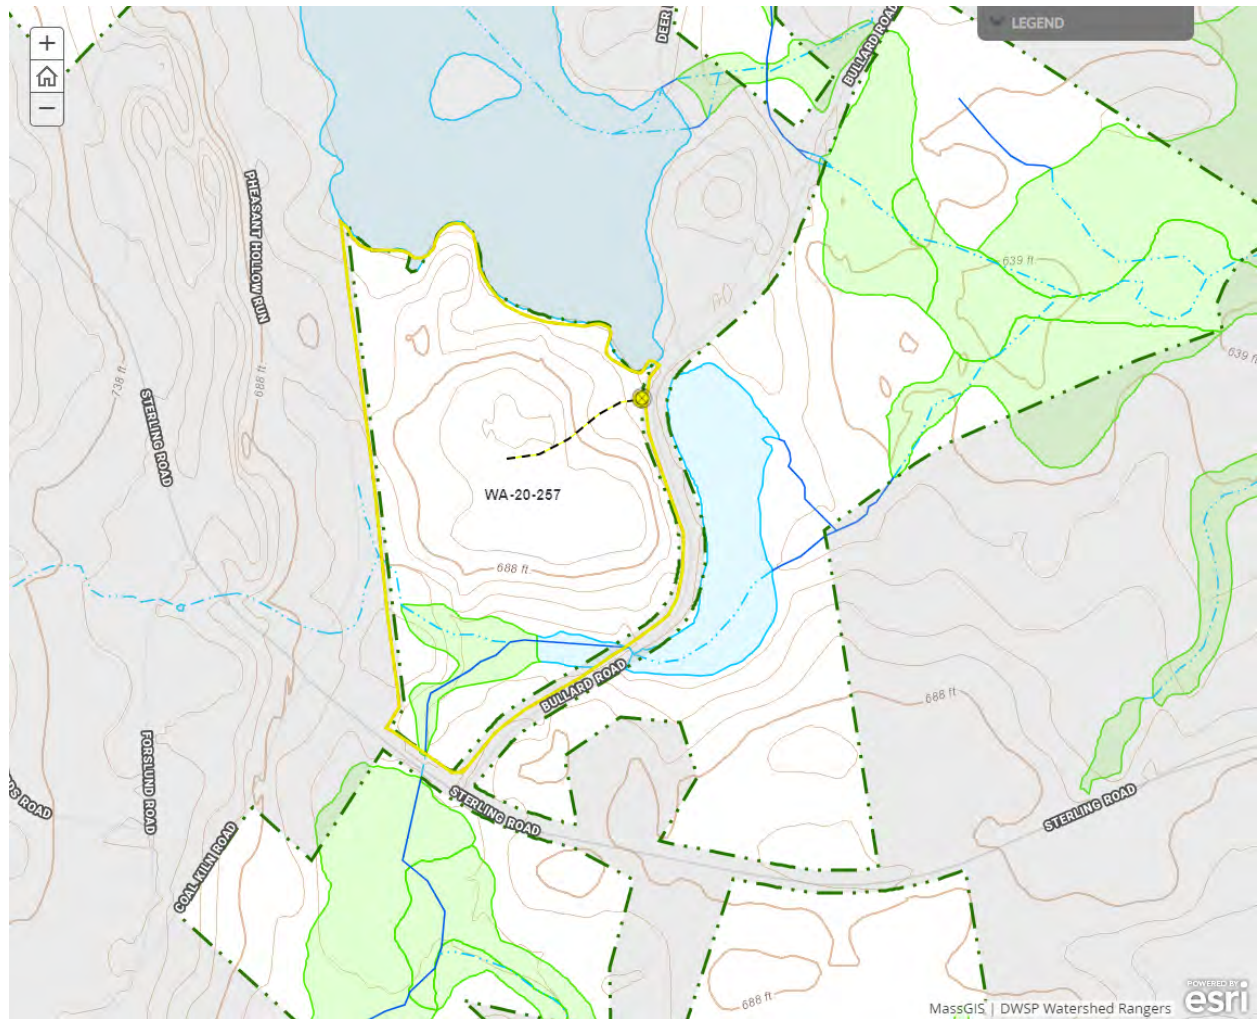 +
−
LEGEND
DEER
BULLARD ROAD
PHEASANT HOLLOW RUN
639 ft
639 ft
738 ft
688 ft
STERLING ROAD
WA-20-257
688 ft
BULLARD ROAD
688 ft
FORSLUND ROAD
RS ROAD
STERLING ROAD
STERLING ROAD
COAL KILN ROAD
688 ft
MassGIS | DWSP Watershed Rangers
POWERED BY
esri